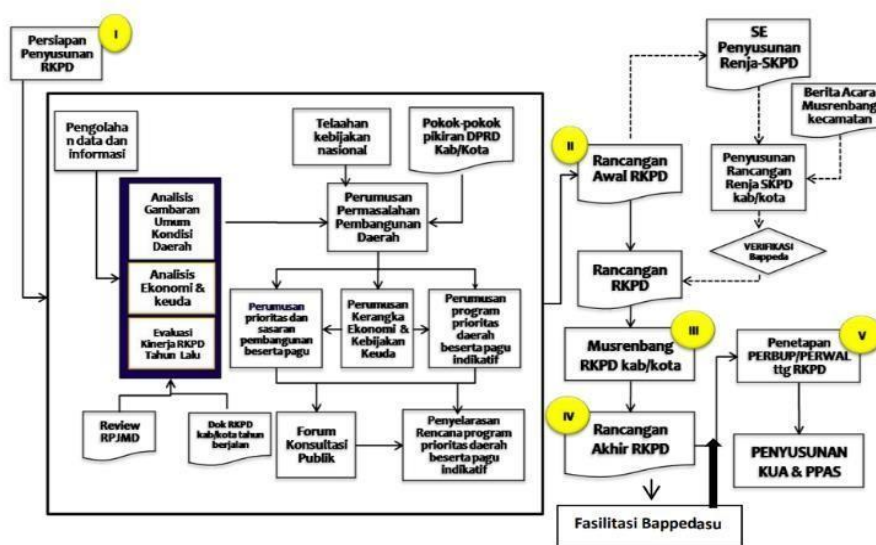 Persiapan
Penyusunan
RKPD
I
Pengolaha
n data dan
informasi
Telaahan
kebijakan
nasional
Pokok-pokok
pikiran DPRD
Kab/Kota
Analisis
Gambaran
Umum
Kondisi
Daerah
Analisis
Ekonomi &
keuda
Evaluasi
Kinerja RKPD
Tahun Lalu
Perumusan
Permasalahan
Pembangunan
Daerah
Perumusan
prioritas dan
sasaran
pembangunan
beserta pagu
Perumusan
Kerangka
Ekonomi &
Kebijakan
Keuda
Perumusan
program
prioritas
daerah
beserta pagu
indikatif
Review
RPJMD
Dok RKPD
kab/kota tahun
berjalan
Forum
Konsultasi
Publik
Penyelarasan
Rencana program
prioritas daerah
beserta pagu
indikatif
II
Rancangan
Awal RKPD
SE
Penyusunan
Renja-SKPD
Berita Acara
Musrenbang
kecamatan
Penyusunan
Rancangan
Renja SKPD
kab/kota
VERIFIKASI
Bappeda
Rancangan
RKPD
III
Musrenbang
RKPD kab/kota
IV
Rancangan
Akhir RKPD
Fasilitasi Bappedasu
V
Penetapan
PERBUP/PERWAL
ttg RKPD
PENYUSUNAN
KUA & PPAS